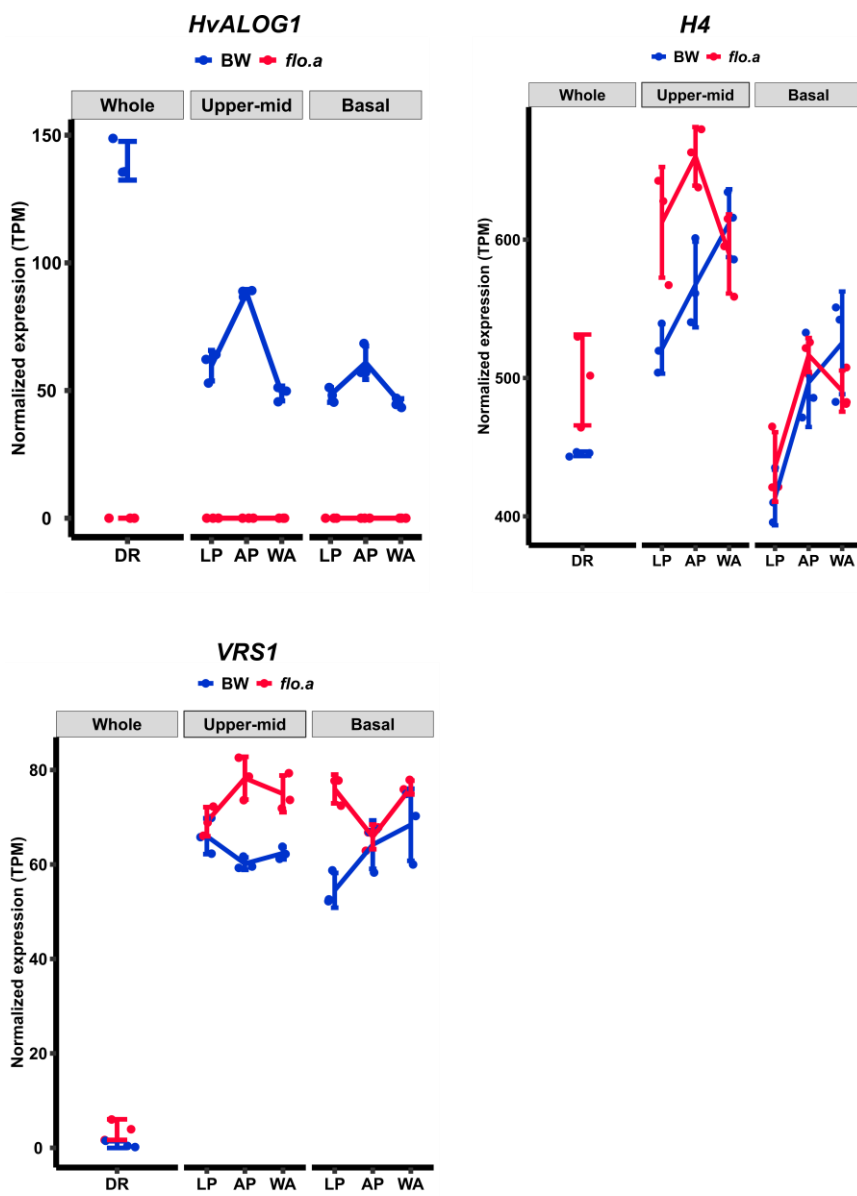 HvALOG1
BW flo.a
Whole Upper-mid Basal
Normalized expression (TPM)
150
100
50
0
DR LP AP WA LP AP WA
H4
BW flo.a
Whole Upper-mid Basal
Normalized expression (TPM)
600
500
400
DR LP AP WA LP AP WA
VRS1
BW flo.a
Whole Upper-mid Basal
Normalized expression (TPM)
80
60
40
20
0
DR LP AP WA LP AP WA